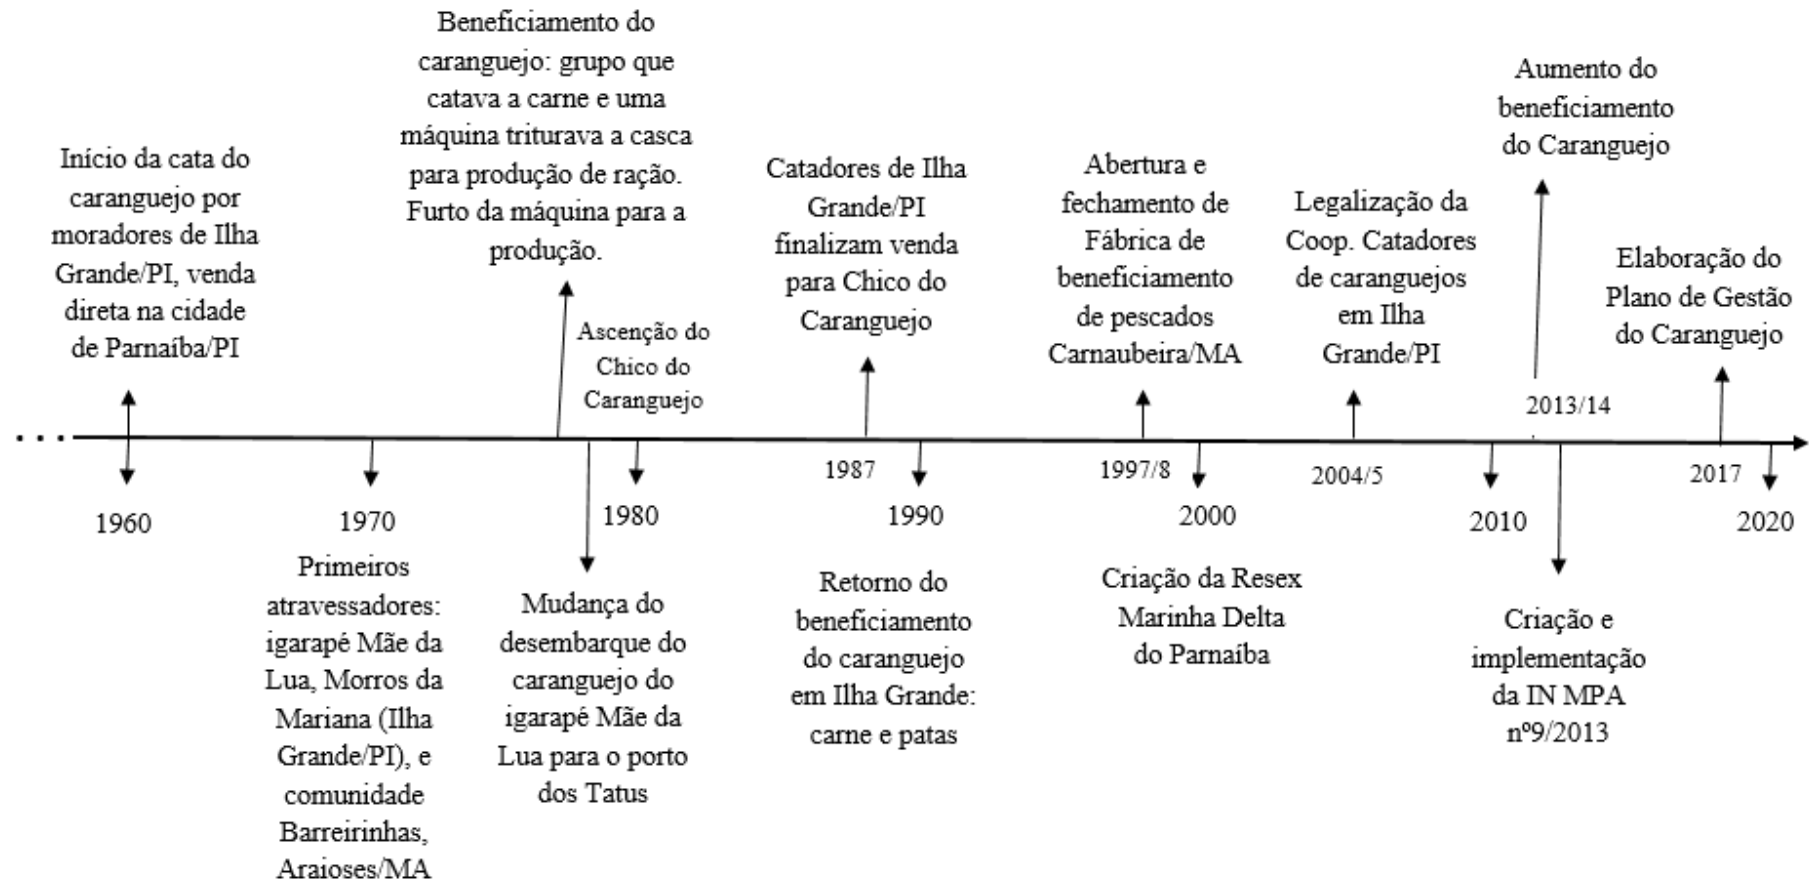 Início da cata do
caranguejo por
moradores de Ilha
Grande/PI, venda
direta na cidade
de Parnaíba/PI
Beneficiamento do
caranguejo: grupo que
catava a carne e uma
máquina triturava a casca
para produção de ração.
Furto da máquina para a
produção.
Ascenção do
Chico do
Caranguejo
Catadores de Ilha
Grande/PI
finalizam venda
para Chico do
Caranguejo
Abertura e
fechamento de
Fábrica de
beneficiamento
de pescados
Carnaubeira/MA
Legalização da
Coop. Catadores
de caranguejos
em Ilha
Grande/PI
Aumento do
beneficiamento
do Caranguejo
2013/14
Elaboração do
Plano de Gestão
do Caranguejo
. . .
1987
1997/8
2004/5
2017
1960
1970
1980
1990
2000
2010
2020
Primeiros
atravessadores:
igarapé Mãe da
Lua, Morros da
Mariana (Ilha
Grande/PI), e
comunidade
Barreirinhas,
Araioses/MA
Mudança do
desembarque do
caranguejo do
igarapé Mãe da
Lua para o porto
dos Tatus
Retorno do
beneficiamento
do caranguejo
em Ilha Grande:
carne e patas
Criação da Resex
Marinha Delta
do Parnaíba
Criação e
implementação
da IN MPA
nº9/2013